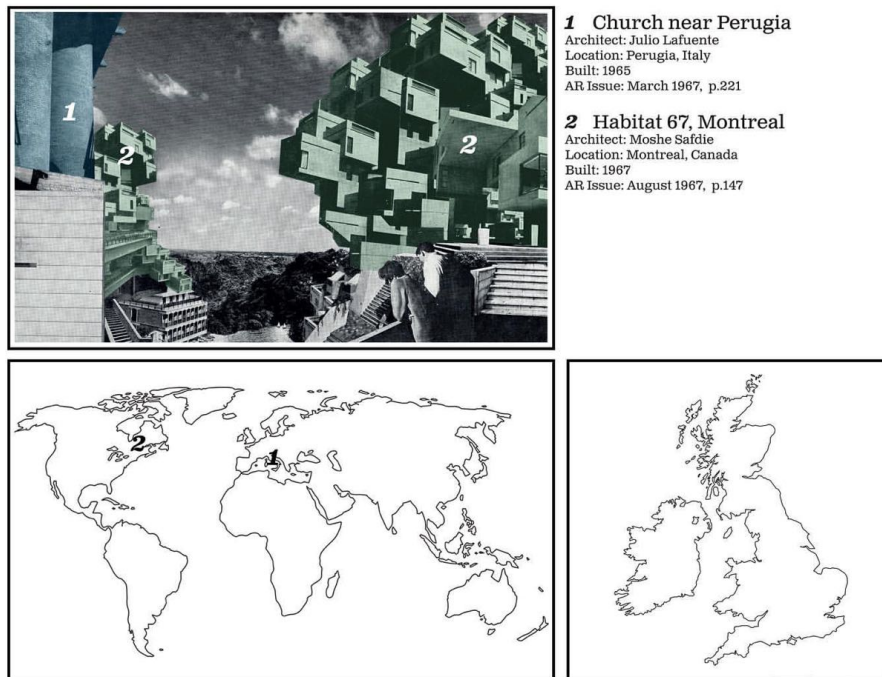 1 Church near Perugia
Architect: Julio Lafuente
Location: Perugia, Italy
Built: 1965
AR Issue: March 1967, p.221
2 Habitat 67, Montreal
Architect: Moshe Safdie
Location: Montreal, Canada
Built: 1967
AR Issue: August 1967, p.147
1
2
2
2
1